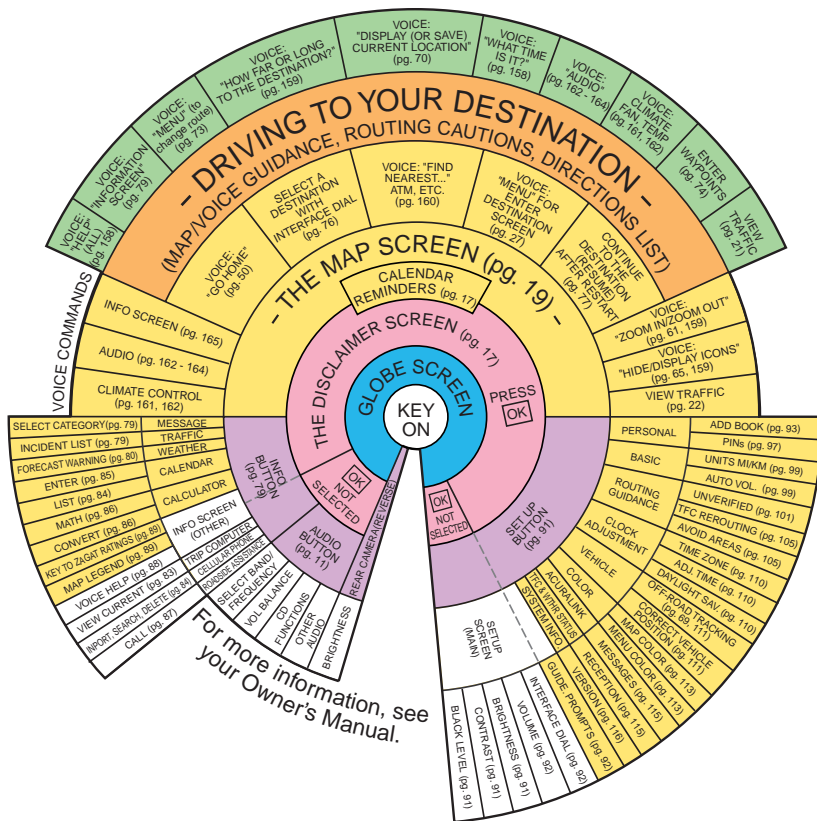 VOICE:
"HELP"
(ALL)
(pg. 158)
VOICE:
"INFORMATION
SCREEN"
(pg. 79)
VOICE:
"MENU" (to
change route)
(pg. 73)
VOICE:
"HOW FAR OR LONG
TO THE DESTINATION?"
(pg. 159)
VOICE:
"DISPLAY (OR SAVE)
CURRENT LOCATION"
(pg. 70)
VOICE:
"WHAT TIME
IS IT?"
(pg. 158)
VOICE:
"AUDIO"
(pg. 162 - 164)
VOICE:
CLIMATE
FAN, TEMP
(pg. 161, 162)
ENTER
WAYPOINTS
(pg. 74)
VIEW
TRAFFIC
(pg. 21)
- DRIVING TO YOUR DESTINATION -
(MAP/VOICE GUIDANCE, ROUTING CAUTIONS, DIRECTIONS LIST)
VOICE:
"GO HOME"
(pg. 50)
SELECT A
DESTINATION
WITH
INTERFACE DIAL
(pg. 76)
VOICE: "FIND
NEAREST..."
ATM, ETC.
(pg. 160)
VOICE:
"MENU" FOR
ENTER
DESTINATION
SCREEN
(pg. 27)
CONTINUE
TO THE
DESTINATION
(RESUME)
AFTER RESTART
(pg. 77)
- THE MAP SCREEN (pg. 19) -
CALENDAR
REMINDERS (pg. 17)
THE DISCLAIMER SCREEN (pg. 17)
PRESS
OK
GLOBE SCREEN
KEY
ON
VOICE COMMANDS
INFO SCREEN (pg. 165)
AUDIO (pg. 162 - 164)
CLIMATE CONTROL
(pg. 161, 162)
VOICE:
"ZOOM IN/ZOOM OUT"
(pg. 61, 159)
VOICE:
"HIDE/DISPLAY ICONS"
(pg. 65, 159)
VIEW TRAFFIC
(pg. 22)
SELECT CATEGORY (pg. 79)
INCIDENT LIST (pg. 79)
FORECAST WARNING (pg. 80)
ENTER (pg. 85)
LIST (pg. 84)
MATH (pg. 86)
CONVERT (pg. 86)
KEY TO ZAGAT RATINGS (pg. 89)
MAP LEGEND (pg. 89)
VOICE HELP (pg. 88)
VIEW CURRENT (pg. 83)
INPORT, SEARCH, DELETE (pg. 84)
CALL (pg. 87)
MESSAGE
TRAFFIC
WEATHER
CALENDAR
CALCULATOR
INFO SCREEN
(OTHER)
TRIP COMPUTER
CELLULAR PHONE
ROADSIDE ASSISTANCE
INFO
BUTTON
(pg. 79)
OK
NOT
SELECTED
AUDIO
BUTTON
(pg. 11)
REAR CAMERA(REVERSE)
SELECT BAND/
FREQUENCY
VOL BALANCE
CD
FUNCTIONS
OTHER
AUDIO
BRIGHTNESS
For more information, see
your Owner's Manual.
OK
NOT
SELECTED
SET UP
BUTTON
(pg. 91)
PERSONAL
BASIC
ROUTING
GUIDANCE
CLOCK
ADJUSTMENT
VEHICLE
COLOR
ACURALINK
TFC & WTHR STATUS
SYSTEM INFO.
SETUP
SCREEN
(MAIN)
ADD BOOK (pg. 93)
PINs (pg. 97)
UNITS MI/KM (pg. 99)
AUTO VOL. (pg. 99)
UNVERIFIED (pg. 101)
TFC REROUTING (pg. 105)
AVOID AREAS (pg. 105)
TIME ZONE (pg. 110)
ADJ. TIME (pg. 110)
DAYLIGHT SAV. (pg. 110)
OFF-ROAD TRACKING
(pg. 69, 111)
CORRECT VEHICLE
POSITION (pg. 111)
MAP COLOR (pg. 113)
MENU COLOR (pg. 113)
MESSAGES (pg. 115)
RECEPTION (pg. 115)
VERSION (pg. 116)
GUIDE. PROMPTS (pg. 92)
INTERFACE DIAL (pg. 92)
VOLUME (pg. 92)
BRIGHTNESS (pg. 91)
CONTRAST (pg. 91)
BLACK LEVEL (pg. 91)